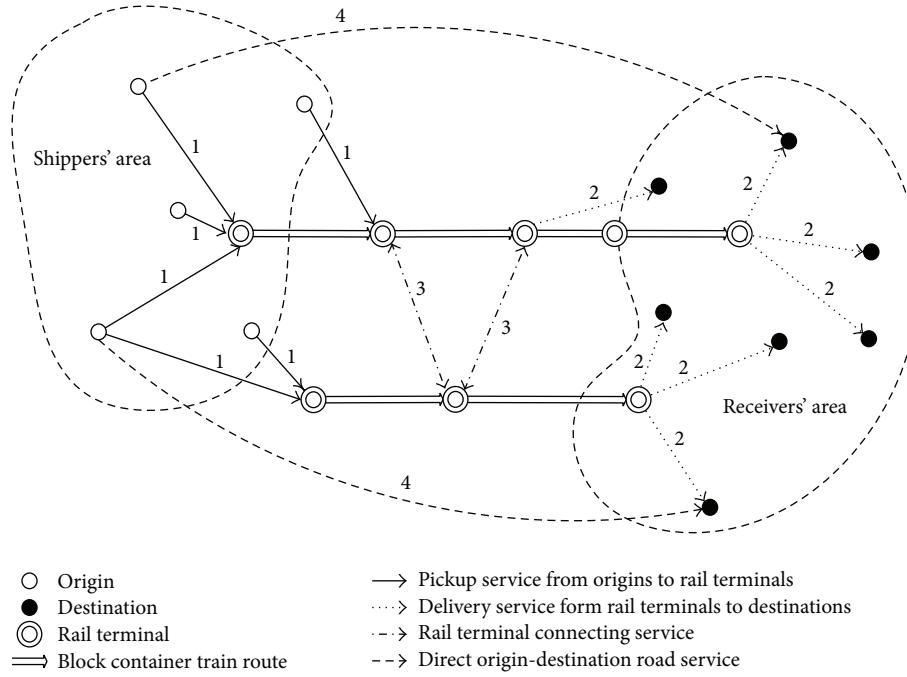 4
1
Shippers' area
1
2
2
1
2
1
2
3
3
1
1
2
2
Receivers' area
2
4
Origin
Destination
Rail terminal
Block container train route
Pickup service from origins to rail terminals
Delivery service form rail terminals to destinations
Rail terminal connecting service
Direct origin-destination road service